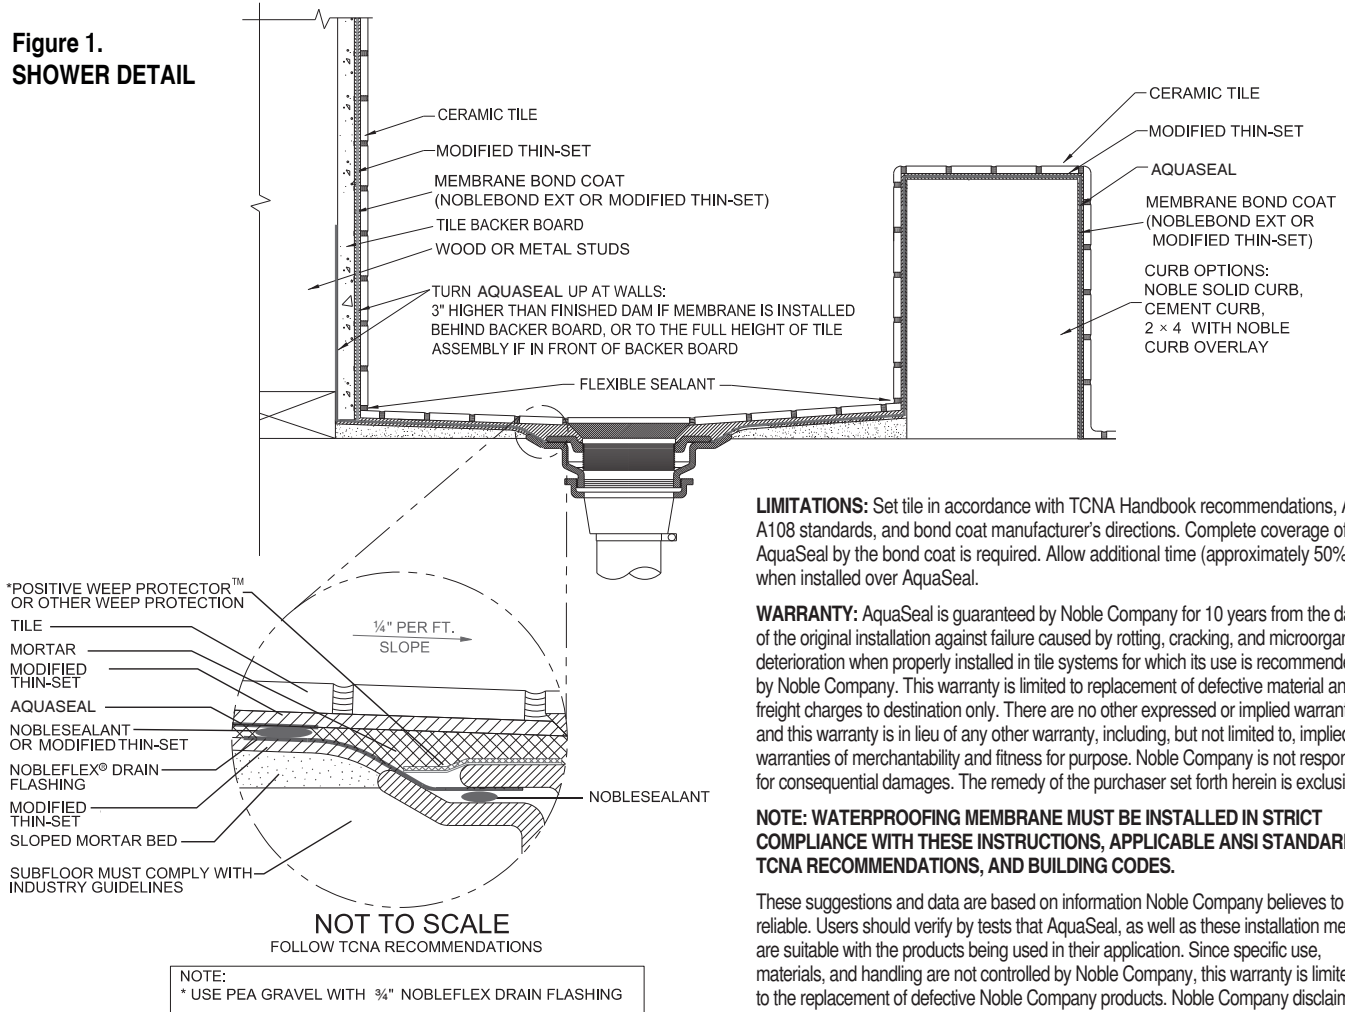 Figure 1.
SHOWER DETAIL
CERAMIC TILE
MODIFIED THIN-SET
MEMBRANE BOND COAT
(NOBLEBOND EXT OR MODIFIED THIN-SET)
TILE BACKER BOARD
WOOD OR METAL STUDS
TURN AQUASEAL UP AT WALLS:
3" HIGHER THAN FINISHED DAM IF MEMBRANE IS INSTALLED
BEHIND BACKER BOARD, OR TO THE FULL HEIGHT OF TILE
ASSEMBLY IF IN FRONT OF BACKER BOARD
FLEXIBLE SEALANT
CERAMIC TILE
MODIFIED THIN-SET
AQUASEAL
MEMBRANE BOND COAT
(NOBLEBOND EXT OR
MODIFIED THIN-SET)
CURB OPTIONS:
NOBLE SOLID CURB,
CEMENT CURB,
2 × 4 WITH NOBLE
CURB OVERLAY
*POSITIVE WEEP PROTECTOR™
OR OTHER WEEP PROTECTION
TILE
MORTAR
MODIFIED
THIN-SET
AQUASEAL
NOBLESEALANT
OR MODIFIED THIN-SET
NOBLEFLEX® DRAIN
FLASHING
MODIFIED
THIN-SET
SLOPED MORTAR BED
SUBFLOOR MUST COMPLY WITH
INDUSTRY GUIDELINES
¼" PER FT.
SLOPE
NOBLESEALANT
NOT TO SCALE
FOLLOW TCNA RECOMMENDATIONS
NOTE:
* USE PEA GRAVEL WITH ¾" NOBLEFLEX DRAIN FLASHING
LIMITATIONS: Set tile in accordance with TCNA Handbook recommendations,
A108 standards, and bond coat manufacturer's directions. Complete coverage of
AquaSeal by the bond coat is required. Allow additional time (approximately 50%
when installed over AquaSeal.
WARRANTY: AquaSeal is guaranteed by Noble Company for 10 years from the
of the original installation against failure caused by rotting, cracking, and
deterioration when properly installed in tile systems for which its use is
by Noble Company. This warranty is limited to replacement of defective material
freight charges to destination only. There are no other expressed or implied
and this warranty is in lieu of any other warranty, including, but not limited to,
warranties of merchantability and fitness for purpose. Noble Company is not
for consequential damages. The remedy of the purchaser set forth herein is
NOTE: WATERPROOFING MEMBRANE MUST BE INSTALLED IN STRICT
COMPLIANCE WITH THESE INSTRUCTIONS, APPLICABLE ANSI
TCNA RECOMMENDATIONS, AND BUILDING CODES.
These suggestions and data are based on information Noble Company believes to
reliable. Users should verify by tests that AquaSeal, as well as these installation
are suitable with the products being used in their application. Since specific use,
materials, and handling are not controlled by Noble Company, this warranty is
to the replacement of defective Noble Company products. Noble Company